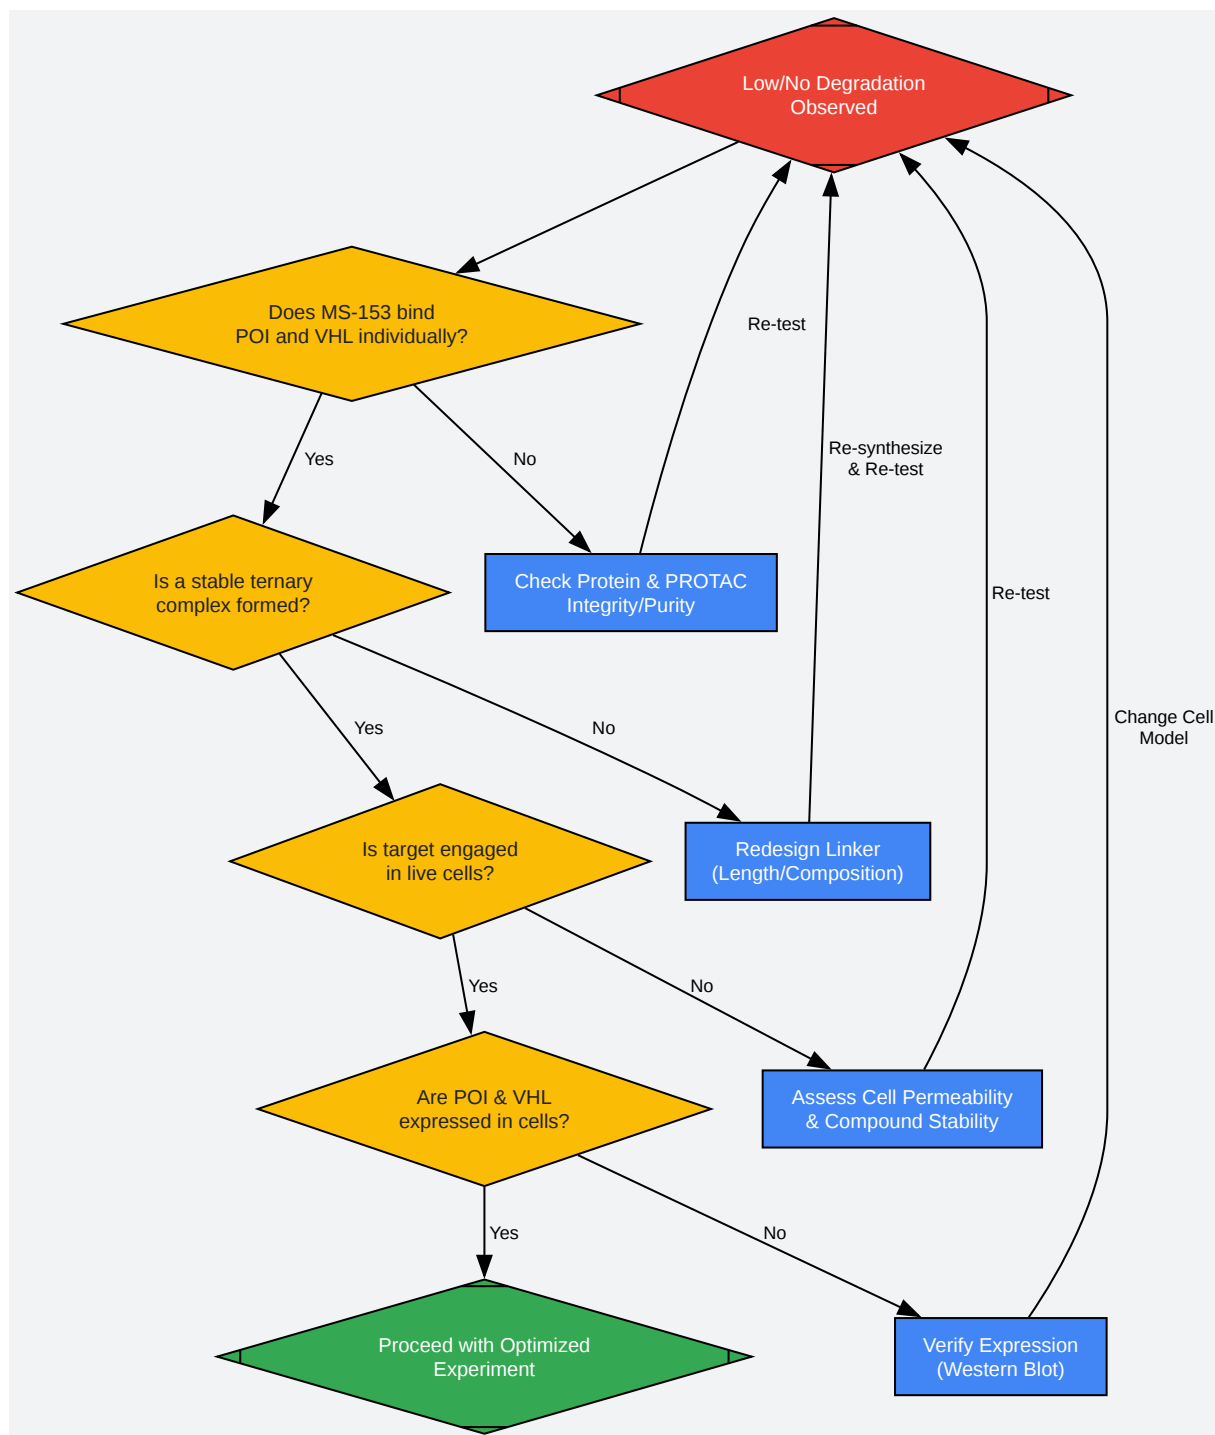 Low/No Degradation
Observed
Does MS-153 bind
POI and VHL individually?
Re-test
Re-synthesize
& Re-test
Yes
No
Is a stable ternary
complex formed?
Check Protein & PROTAC
Integrity/Purity
Re-test
Yes
No
Change Cell
Model
Is target engaged
in live cells?
Redesign Linker
(Length/Composition)
Yes
No
Are POI & VHL
expressed in cells?
Assess Cell Permeability
& Compound Stability
Yes
No
Proceed with Optimized
Experiment
Verify Expression
(Western Blot)